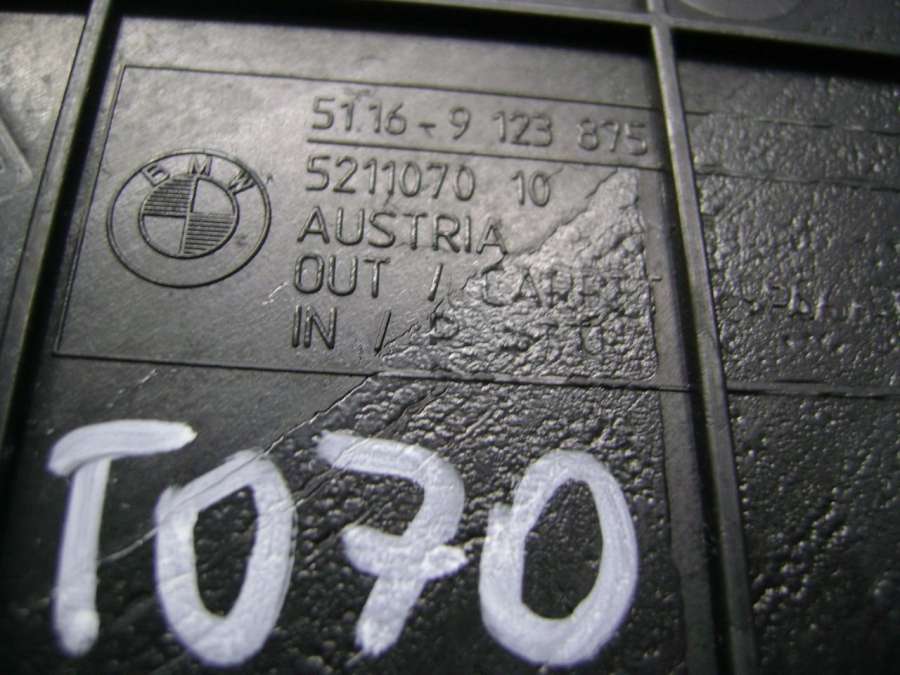 BMW
51.16-9 123 875
5211070 10
AUSTRIA
OUT /
IN /
T070